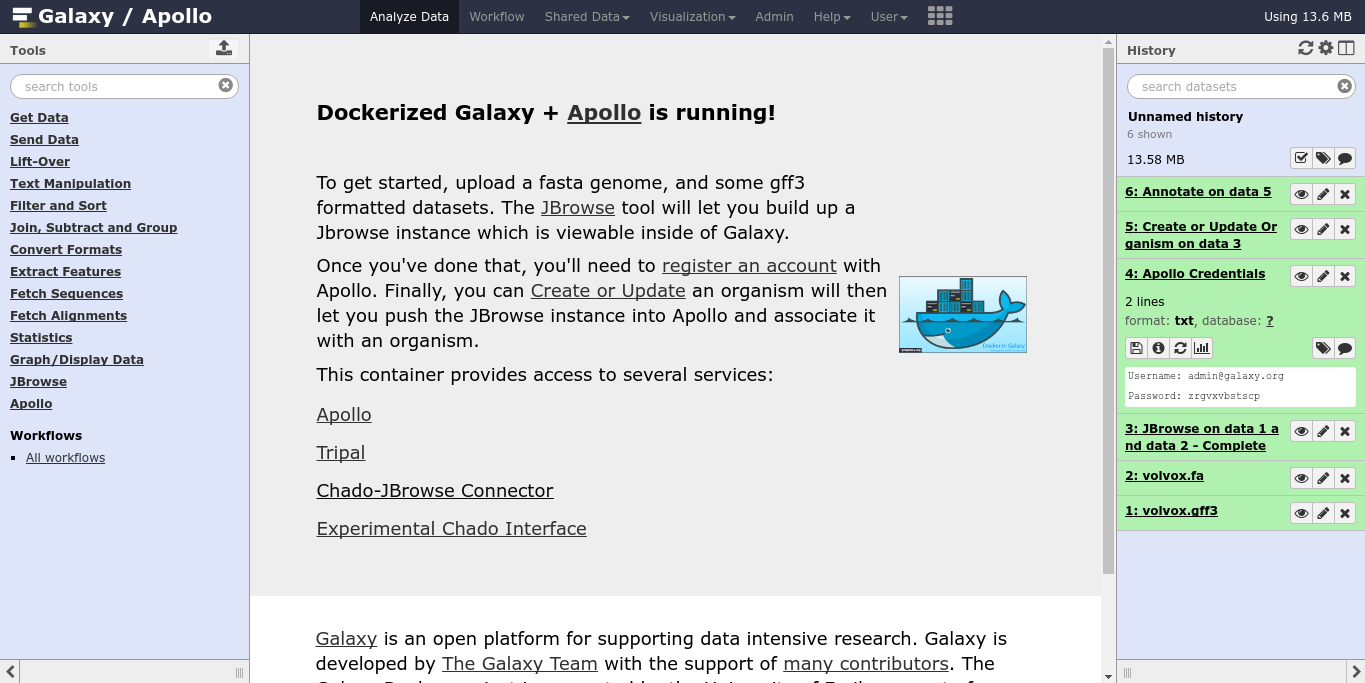 Galaxy / Apollo
Analyze Data
Workflow
Shared Data
Visualization
Admin
Help
User
Using 13.6 MB
Tools
search tools
Get Data
Send Data
Lift-Over
Text Manipulation
Filter and Sort
Join, Subtract and Group
Convert Formats
Extract Features
Fetch Sequences
Fetch Alignments
Statistics
Graph/Display Data
JBrowse
Apollo
Workflows
All workflows
Dockerized Galaxy + Apollo is running!
To get started, upload a fasta genome, and some gff3
formatted datasets. The JBrowse tool will let you build up a
Jbrowse instance which is viewable inside of Galaxy.
Once you've done that, you'll need to register an account with
Apollo. Finally, you can Create or Update an organism will then
let you push the JBrowse instance into Apollo and associate it
with an organism.
Docker in Galaxy
This container provides access to several services:
Apollo
Tripal
Chado-JBrowse Connector
Experimental Chado Interface
Galaxy is an open platform for supporting data intensive research. Galaxy is
developed by The Galaxy Team with the support of many contributors. The
History
search datasets
Unnamed history
6 shown
13.58 MB
6: Annotate on data 5
5: Create or Update Or
ganism on data 3
4: Apollo Credentials
2 lines
format: txt, database: ?
Username: admin@galaxy.org
Password: zrgvxvbstscp
3: JBrowse on data 1 a
nd data 2 - Complete
2: volvox.fa
1: volvox.gff3